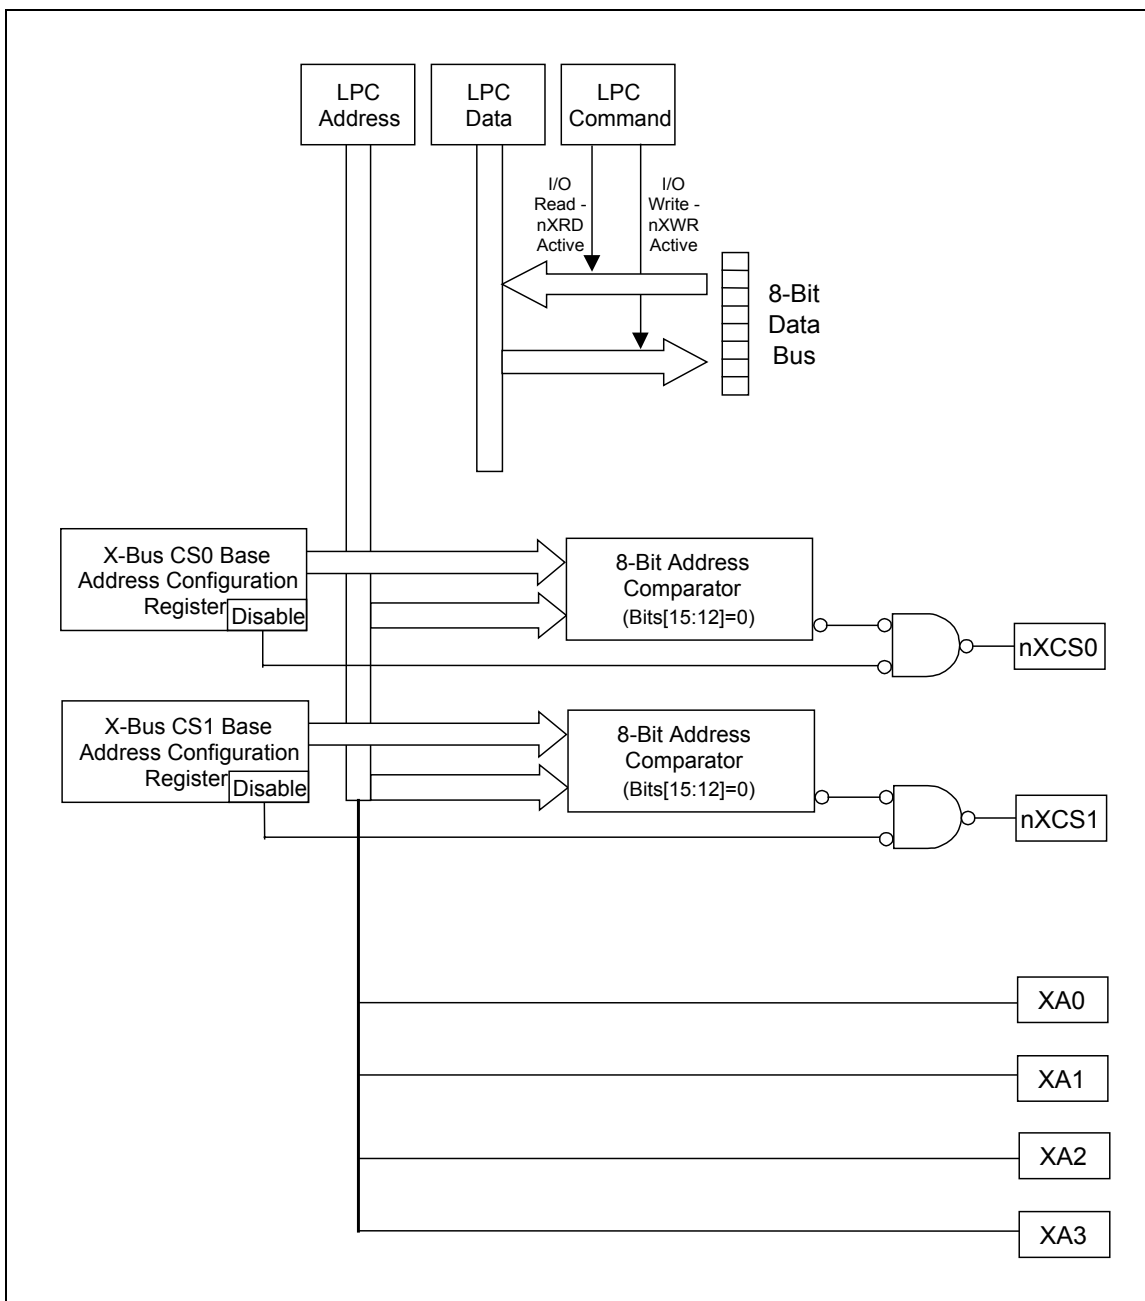 LPC
Address
LPC
Data
LPC
Command
I/O
Read -
nXRD
Active
I/O
Write -
nXWR
Active
8-Bit
Data
Bus
X-Bus CS0 Base
Address Configuration
Register
Disable
8-Bit Address
Comparator
(Bits[15:12]=0)
nXCS0
X-Bus CS1 Base
Address Configuration
Register
Disable
8-Bit Address
Comparator
(Bits[15:12]=0)
nXCS1
XA0
XA1
XA2
XA3